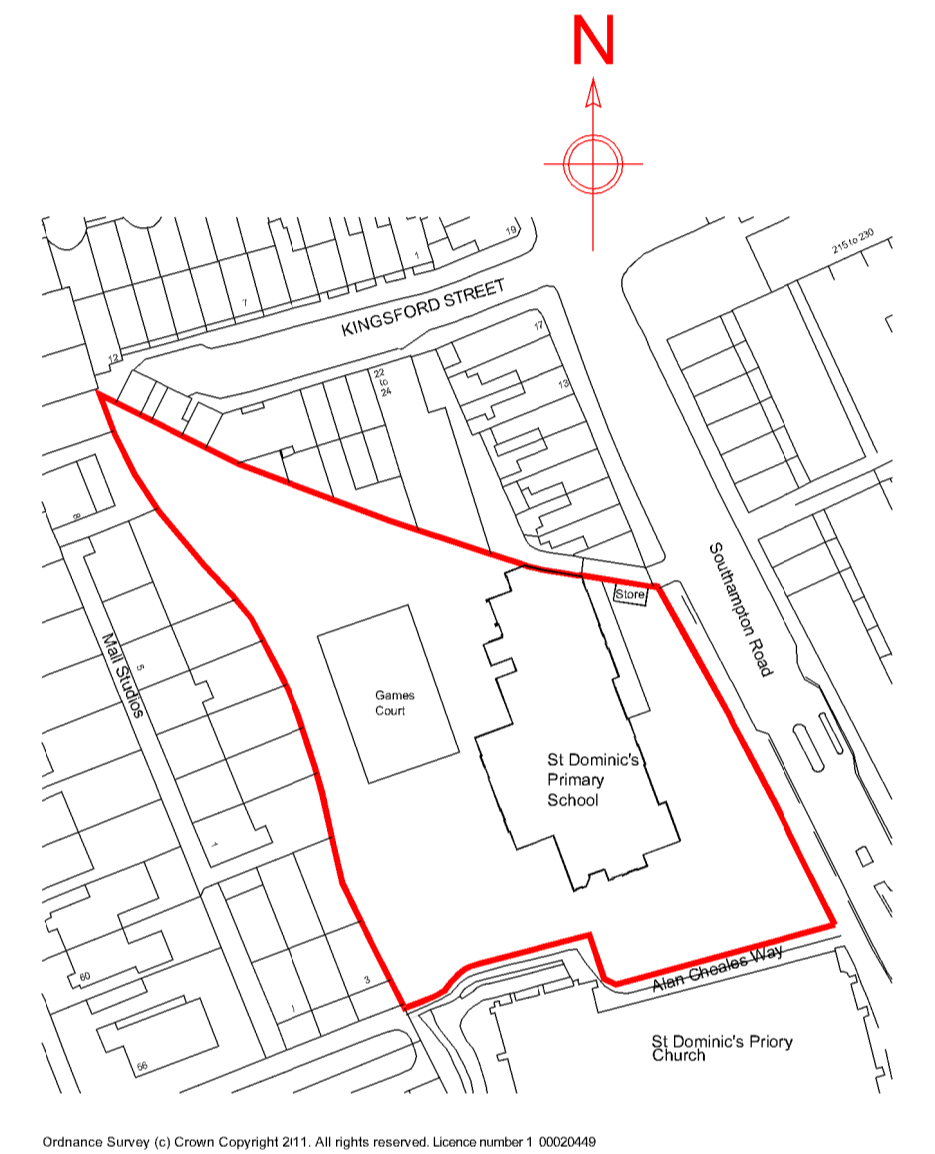 N
19
215 to 230
1
7
KINGSFORD STREET
17
12
22
to
24
13
8
Store
Southampton Road
Mall Studios
5
Games
Court
St Dominic's
Primary
School
1
60
3
1
Alan Cheales Way
St Dominic's Priory
Church
56
Ordnance Survey (c) Crown Copyright 2011. All rights reserved. Licence number 1 00020449